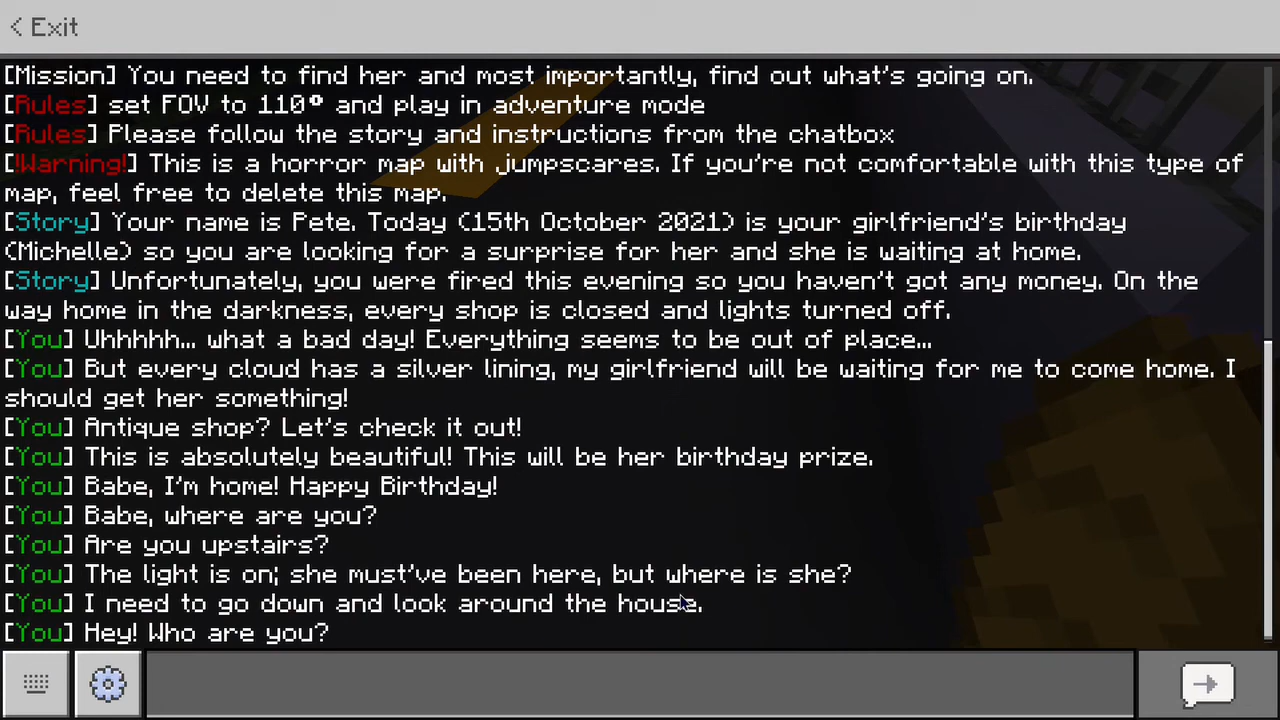 < Exit
[Mission] You need to find her and most importantly, find out what's going on.
[Rules] set FOV to 110° and play in adventure mode
[Rules] Please follow the story and instructions from the chatbox
[!Warning!] This is a horror map with jumpscares. If you're not comfortable with this type of
map, feel free to delete this map.
[Story] Your name is Pete. Today (15th October 2021) is your girlfriend's birthday
(Michelle) so you are looking for a surprise for her and she is waiting at home.
[Story] Unfortunately, you were fired this evening so you haven't got any money. On the
way home in the darkness, every shop is closed and lights turned off.
[You] Uhhhhh... what a bad day! Everything seems to be out of place...
[You] But every cloud has a silver lining, my girlfriend will be waiting for me to come home. I
should get her something!
[You] Antique shop? Let's check it out!
[You] This is absolutely beautiful! This will be her birthday prize.
[You] Babe, I'm home! Happy Birthday!
[You] Babe, where are you?
[You] Are you upstairs?
[You] The light is on; she must've been here, but where is she?
[You] I need to go down and look around the house.
[You] Hey! Who are you?